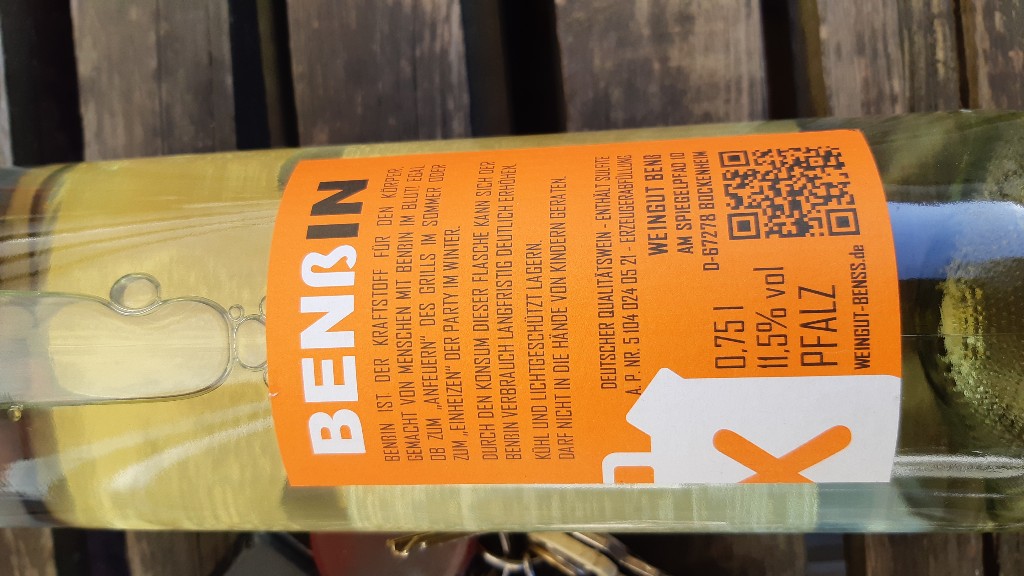 BENßIN
BENßIN IST DER KRAFTSTOFF FÜR DEN KÖRPER,
GEMACHT VON MENSCHEN MIT BENßIN IM BLUT! EGAL
OB ZUM „ANFEUERN“ DES GRILLS IM SOMMER ODER
ZUM „EINHEIZEN“ DER PARTY IM WINTER.
DURCH DEN KONSUM DIESER FLASCHE KANN SICH DER
BENßIN VERBRAUCH LÄNGERFRISTIG DEUTLICH ERHÖHEN.
KÜHL UND LICHTGESCHÜTZT LAGERN.
DARF NICHT IN DIE HÄNDE VON KINDERN GERATEN.
DEUTSCHER QUALITÄTSWEIN - ENTHÄLT SULFITE
A. P. NR. 5 104 024 05 21 - ERZEUGERABFÜLLUNG
WEINGUT BENß
AM SPIEGELPFAD 10
D-67278 BOCKENHEIM
0,75 l
11,5% vol
PFALZ
WEINGUT-BENSS.de